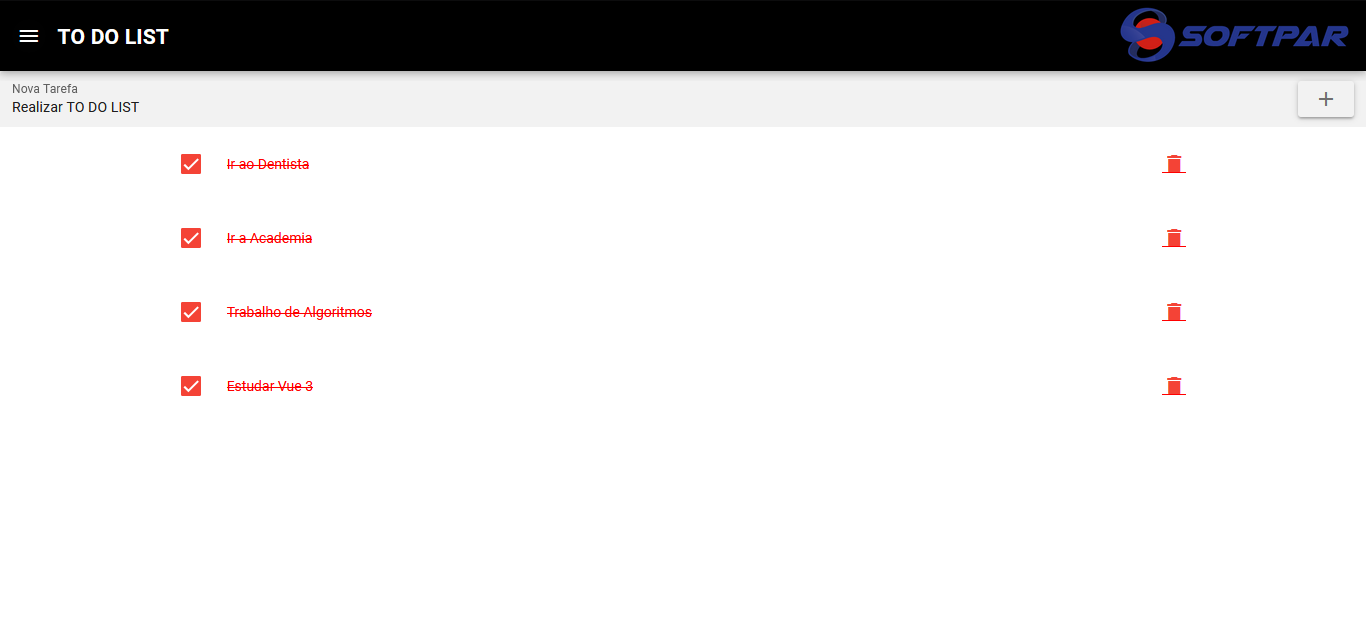 TO DO LIST
SOFTPAR
Nova Tarefa
Realizar TO DO LIST
Ir ao Dentista
Ir a Academia
Trabalho de Algoritmos
Estudar Vue 3